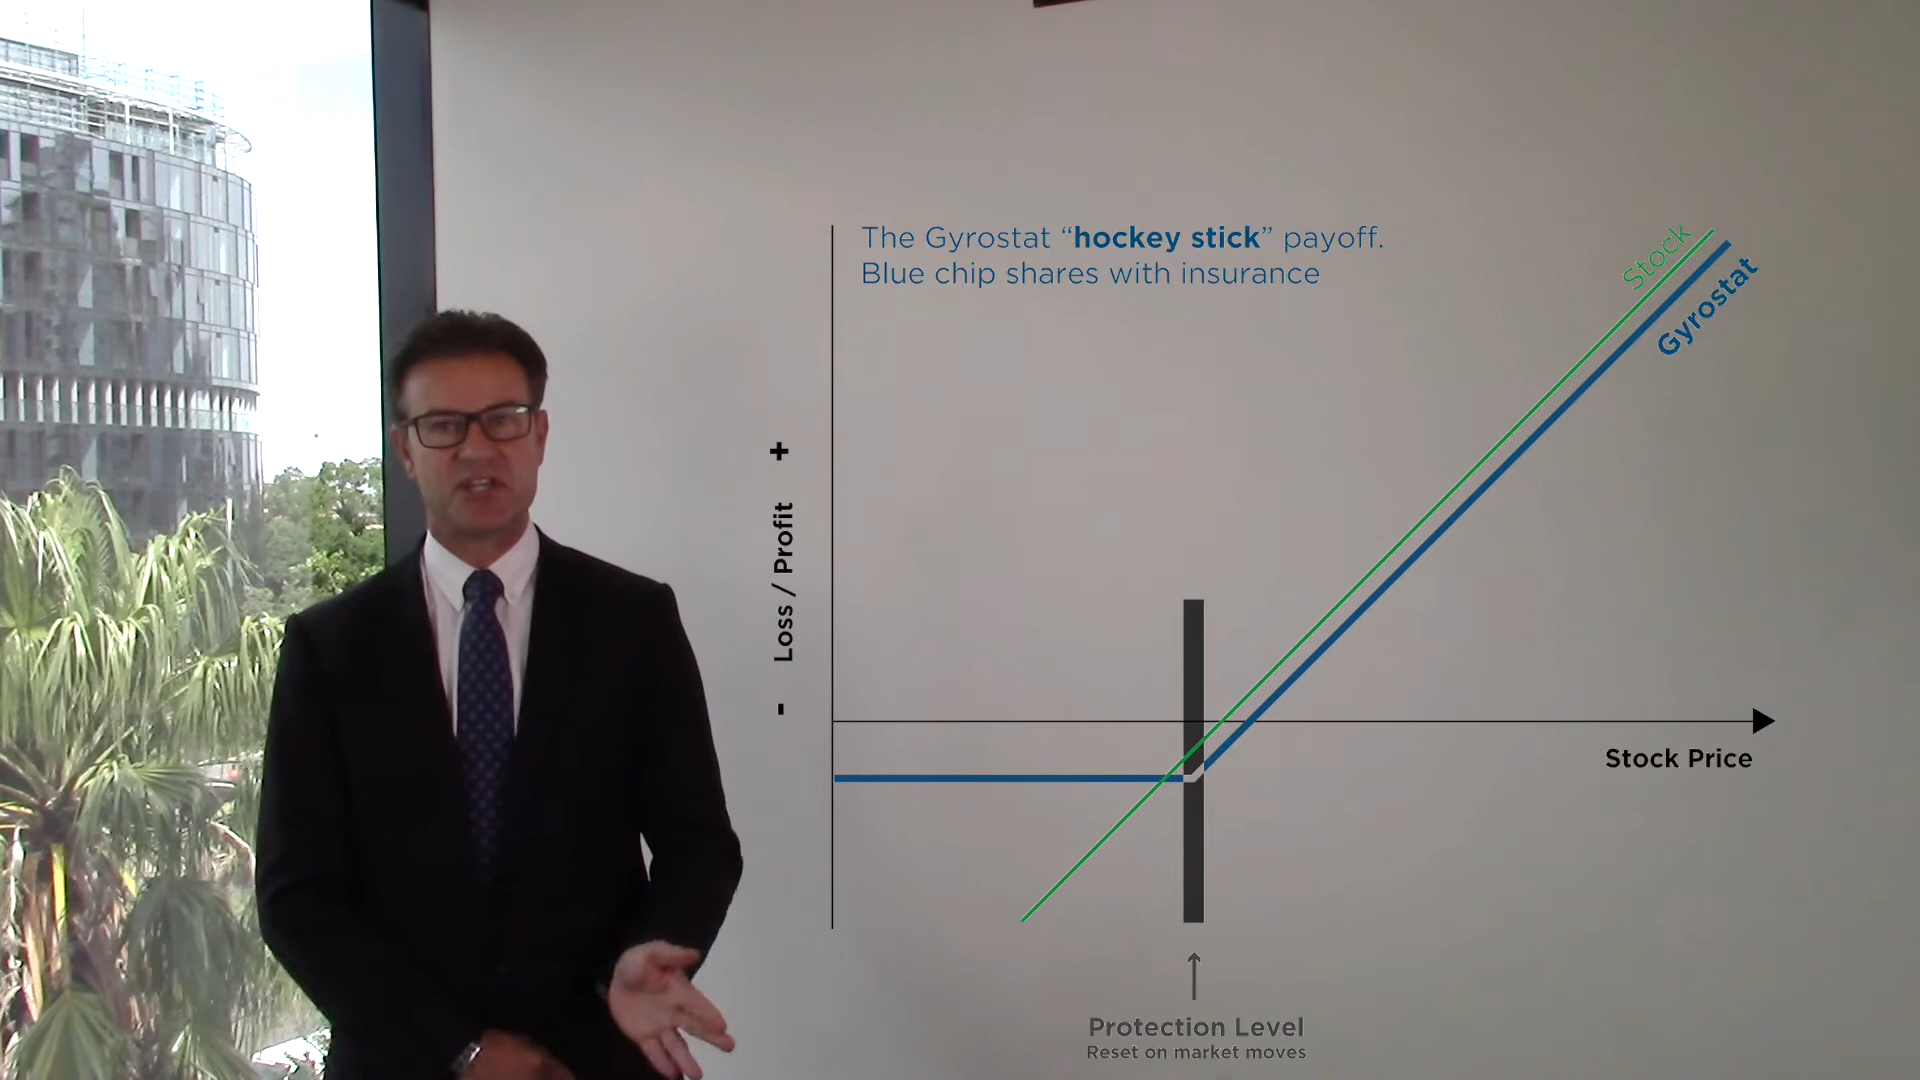 The Gyrostat “hockey stick” payoff.
Blue chip shares with insurance
Stock
Gyrostat
- Loss / Profit +
Stock Price
Protection Level
Reset on market moves